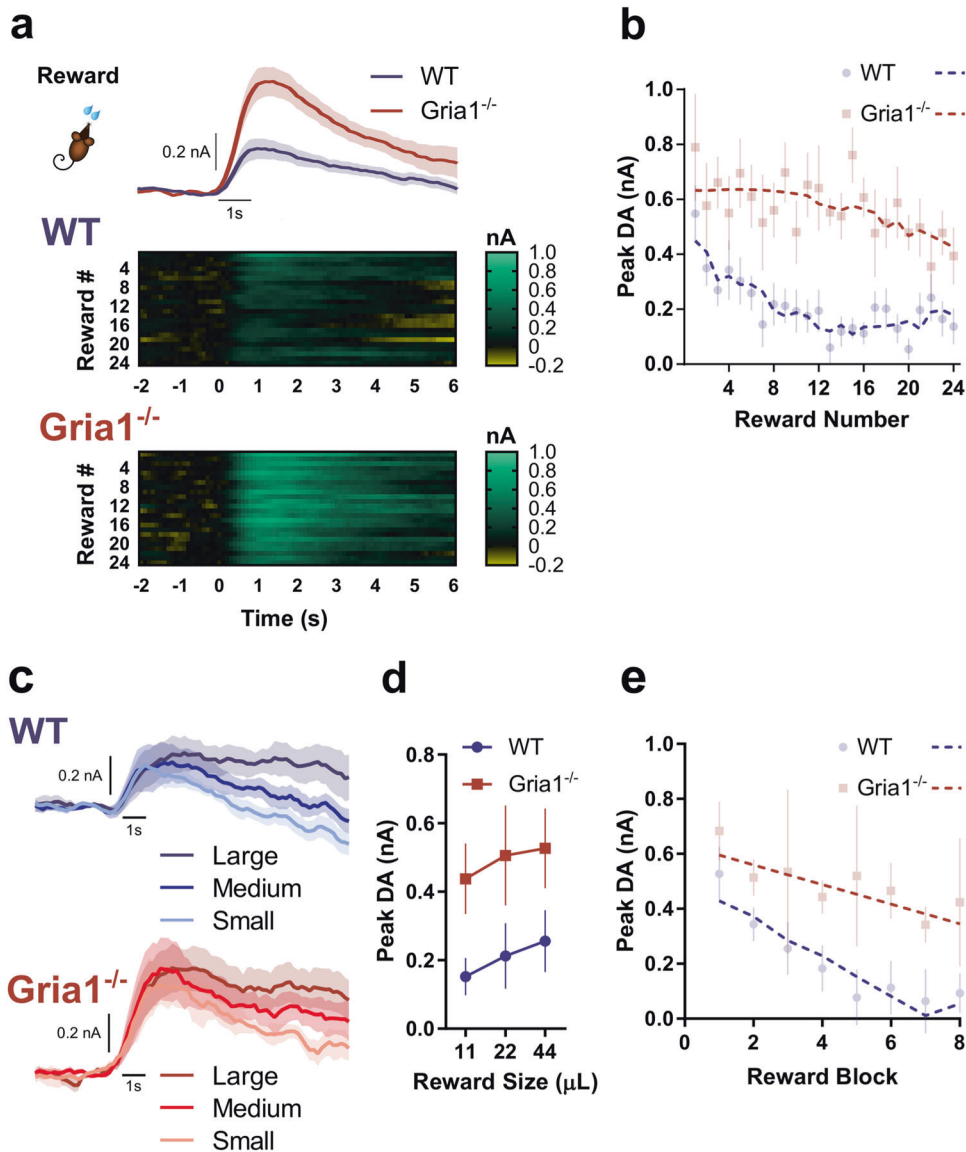 a
Reward
WT
Gria1-/-
0.2 nA
1s
WT
Reward #
4
8
12
16
20
24
-2 -1 0 1 2 3 4 5 6
nA
1.0
0.8
0.6
0.4
0.2
0
-0.2
Gria1-/-
Reward #
4
8
12
16
20
24
-2 -1 0 1 2 3 4 5 6
Time (s)
nA
1.0
0.8
0.6
0.4
0.2
0
-0.2
b
WT
Gria1-/-
Peak DA (nA)
1.0
0.8
0.6
0.4
0.2
0.0
4 8 12 16 20 24
Reward Number
c
WT
0.2 nA
1s
Large
Medium
Small
Gria1-/-
0.2 nA
1s
Large
Medium
Small
d
WT
Gria1-/-
Peak DA (nA)
0.8
0.6
0.4
0.2
0.0
11 22 44
Reward Size (μL)
e
WT
Gria1-/-
Peak DA (nA)
1.0
0.8
0.6
0.4
0.2
0.0
0 2 4 6 8
Reward Block